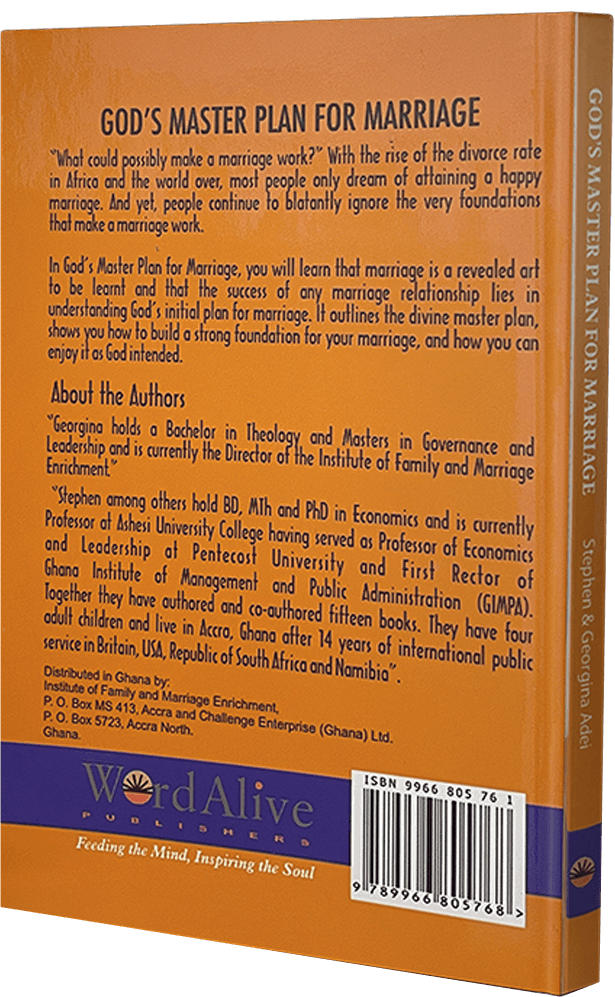 GOD'S MASTER PLAN FOR MARRIAGE
"What could possibly make a marriage work?" With the rise of the divorce rate
in Africa and the world over, most people only dream of attaining a happy
marriage. And yet, people continue to blatantly ignore the very foundations
that make a marriage work.
In God's Master Plan for Marriage, you will learn that marriage is a revealed art
to be learnt and that the success of any marriage relationship lies in
understanding God's initial plan for marriage. It outlines the divine master plan,
shows you how to build a strong foundation for your marriage, and how you can
enjoy it as God intended.
About the Authors
"Georgina holds a Bachelor in Theology and Masters in Governance and
Leadership and is currently the Director of the Institute of Family and Marriage
Enrichment."
"Stephen among others hold BD, MTh and PhD in Economics and is currently
Professor at Ashesi University College having served as Professor of Economics
and Leadership at Pentecost University and First Rector of
Ghana Institute of Management and Public Administration (GIMPA).
Together they have authored and co-authored fifteen books. They have four
adult children and live in Accra, Ghana after 14 years of international public
service in Britain, USA, Republic of South Africa and Namibia".
Distributed in Ghana by:
Institute of Family and Marriage Enrichment,
P. O. Box MS 413, Accra and Challenge Enterprise (Ghana) Ltd.
P. O. Box 5723, Accra North.
Ghana.
WordAlive
PUBLISHERS
Feeding the Mind, Inspiring the Soul
ISBN 9966 805 76 1
9 789966 805768 >
GOD'S MASTER PLAN FOR MARRIAGE
Stephen & Georgina Adei